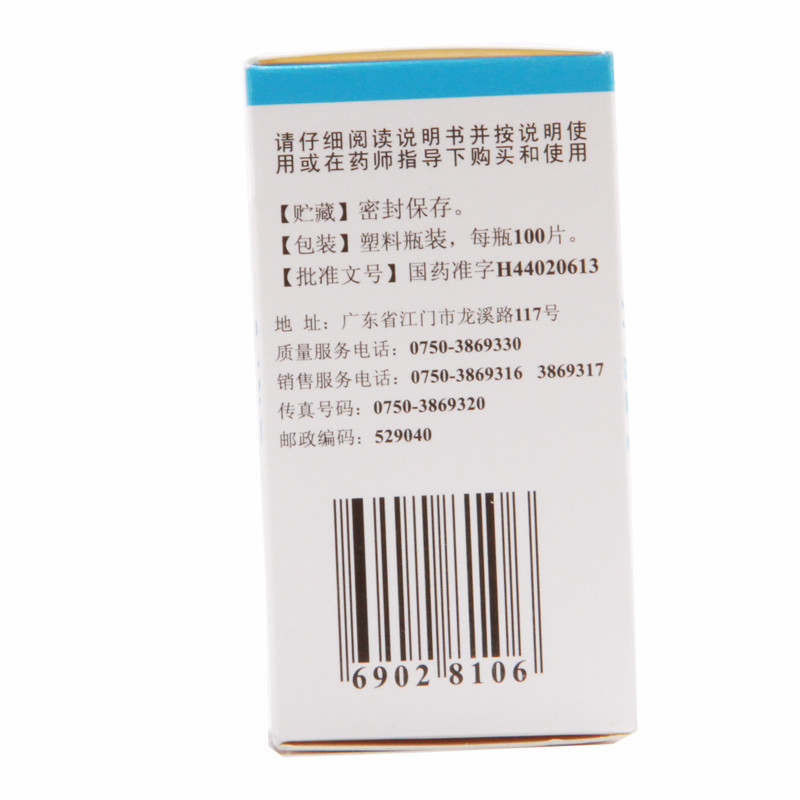 请仔细阅读说明书并按说明使
用或在药师指导下购买和使用
【贮藏】密封保存。
【包装】塑料瓶装，每瓶100片。
【批准文号】国药准字H44020613
地 址：广东省江门市龙溪路117号
质量服务电话：0750-3869330
销售服务电话：0750-3869316 3869317
传真号码：0750-3869320
邮政编码：529040
6902 8106